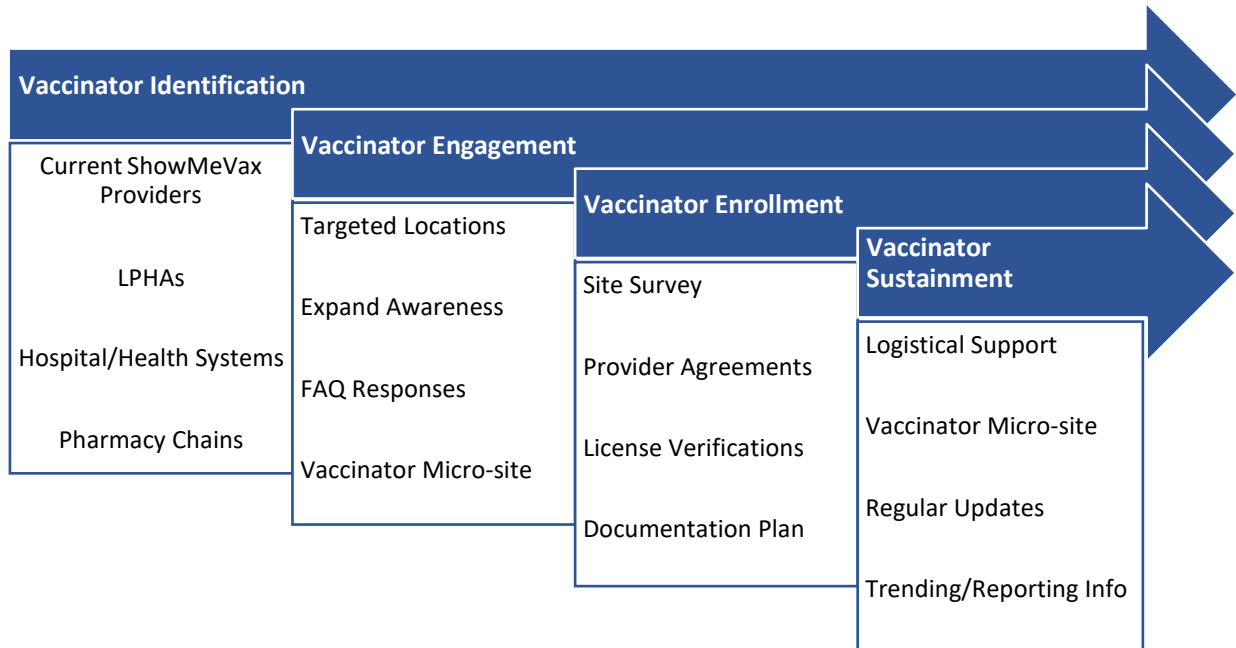 Vaccinator Identification
Current ShowMeVax
Providers
LPHAs
Hospital/Health Systems
Pharmacy Chains
Vaccinator Engagement
Targeted Locations
Expand Awareness
FAQ Responses
Vaccinator Micro-site
Vaccinator Enrollment
Site Survey
Provider Agreements
License Verifications
Documentation Plan
Vaccinator
Sustainment
Logistical Support
Vaccinator Micro-site
Regular Updates
Trending/Reporting Info